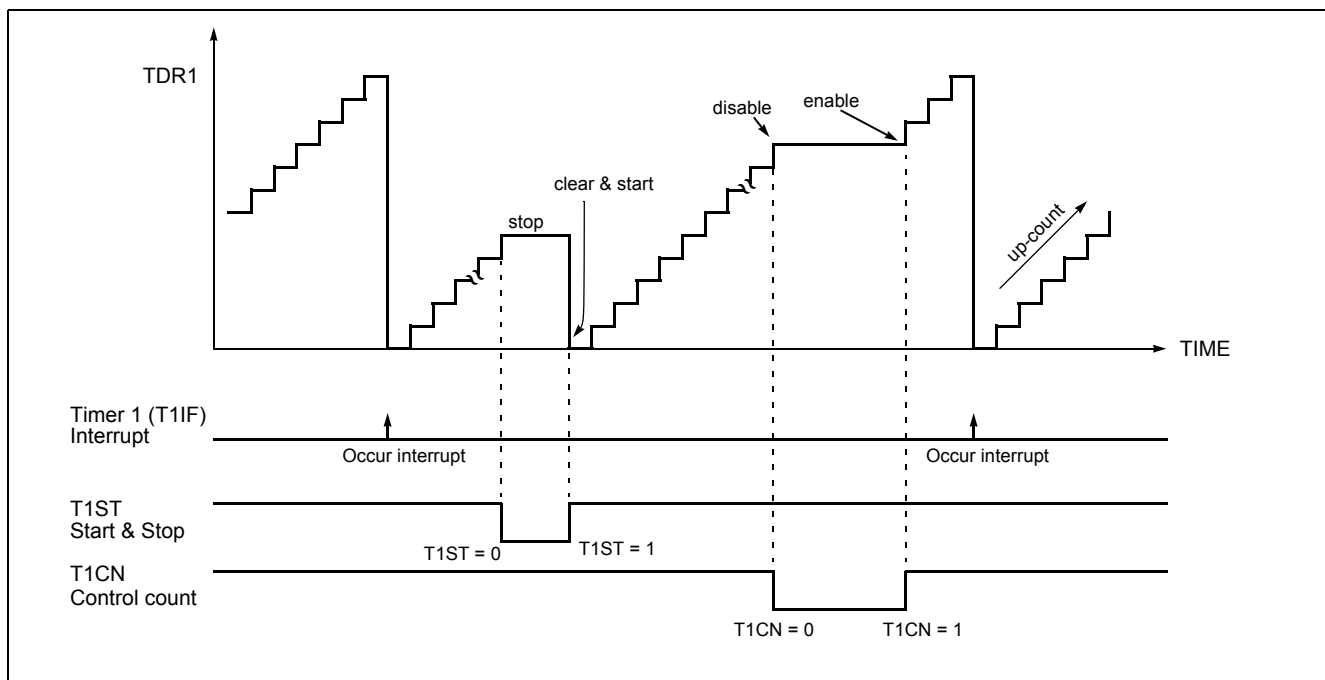 TDR1
disable
enable
clear & start
stop
up-count
TIME
Timer 1 (T1IF)
Interrupt
Occur interrupt
Occur interrupt
T1ST
Start & Stop
T1ST = 0
T1ST = 1
T1CN
Control count
T1CN = 0
T1CN = 1